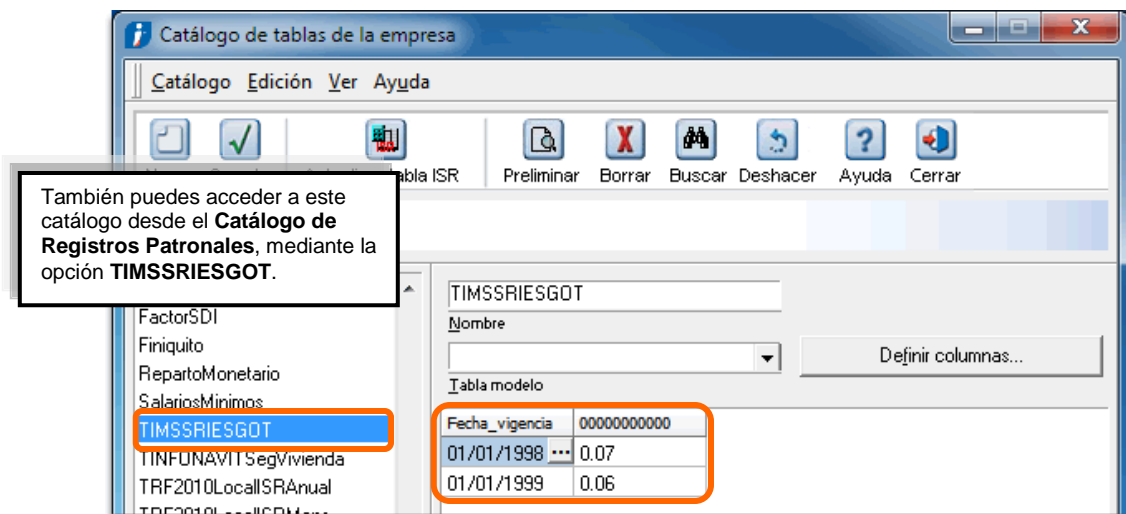 Catálogo de tablas de la empresa
Catálogo Edición Ver Ayuda
ISR Preliminar Borrar Buscar Deshacer Ayuda Cerrar
También puedes acceder a este
catálogo desde el Catálogo de
Registros Patronales, mediante la
opción TIMSSRIESGOT.
TIMSSRIESGOT
Nombre
Definir columnas...
Tabla modelo
FactorSDI
Finiquito
RepartoMonetario
SalariosMinimos
TIMSSRIESGOT
TINFONAVITSegVivienda
TRF2010LocalISRAnual
Fecha_vigencia 00000000000
01/01/1998 ... 0.07
01/01/1999 0.06